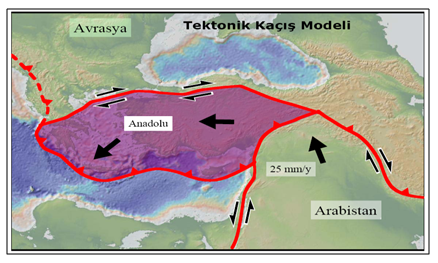 Avrasya
Tektonik Kaçış Modeli
Anadolu
25 mm/y
Arabistan